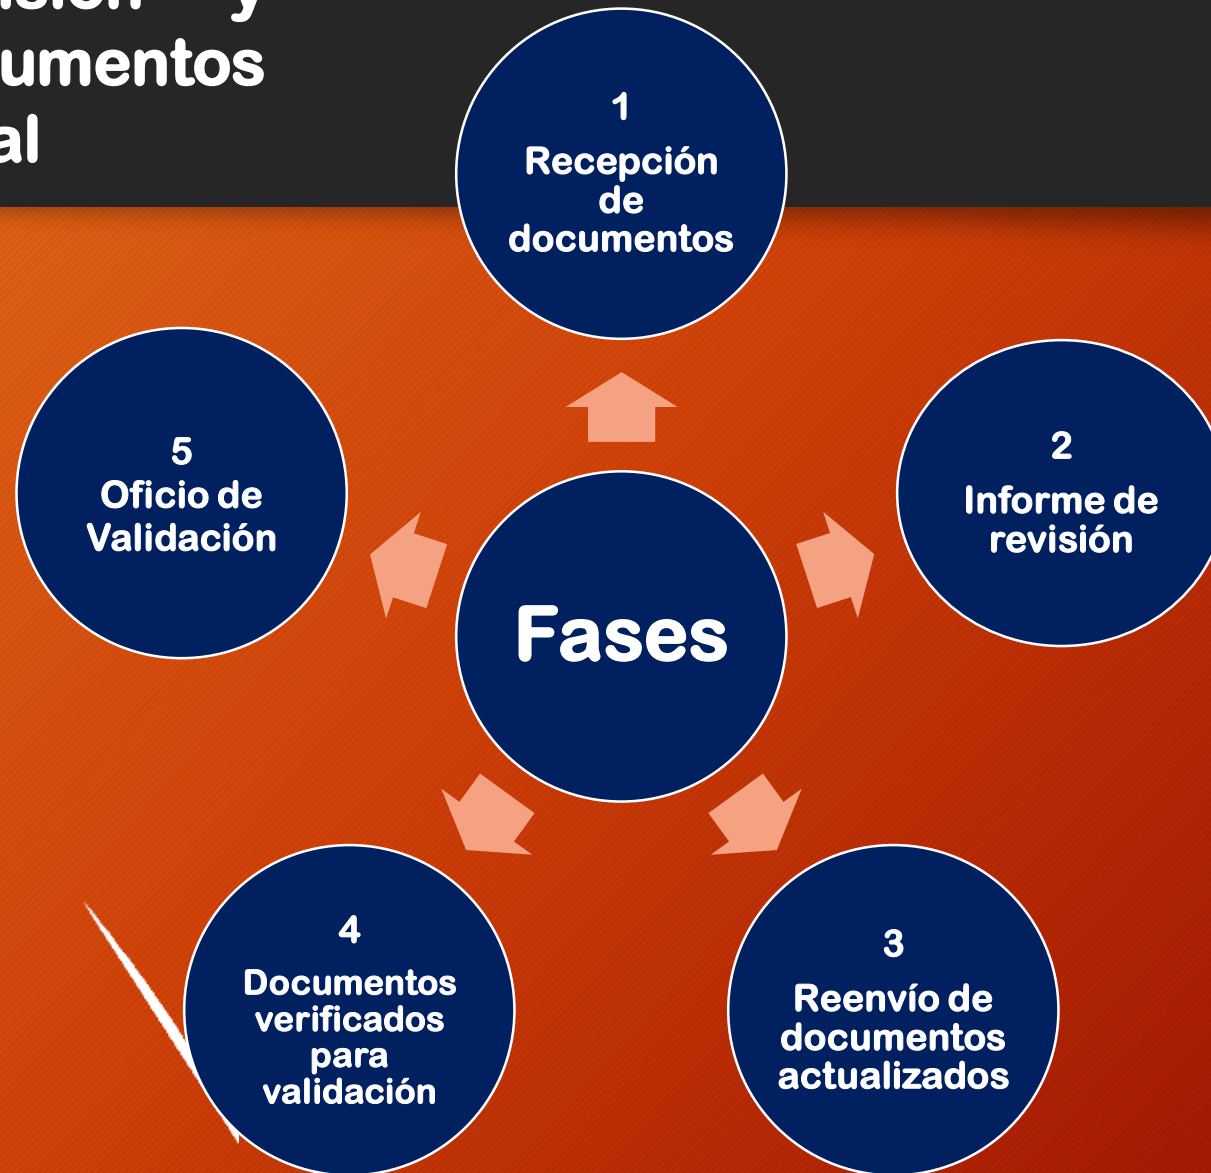 y
al
1
Recepción
de
documentos
5
Oficio de
Validación
2
Informe de
revisión
Fases
4
Documentos
verificados
para
validación
3
Reenvío de
documentos
actualizados